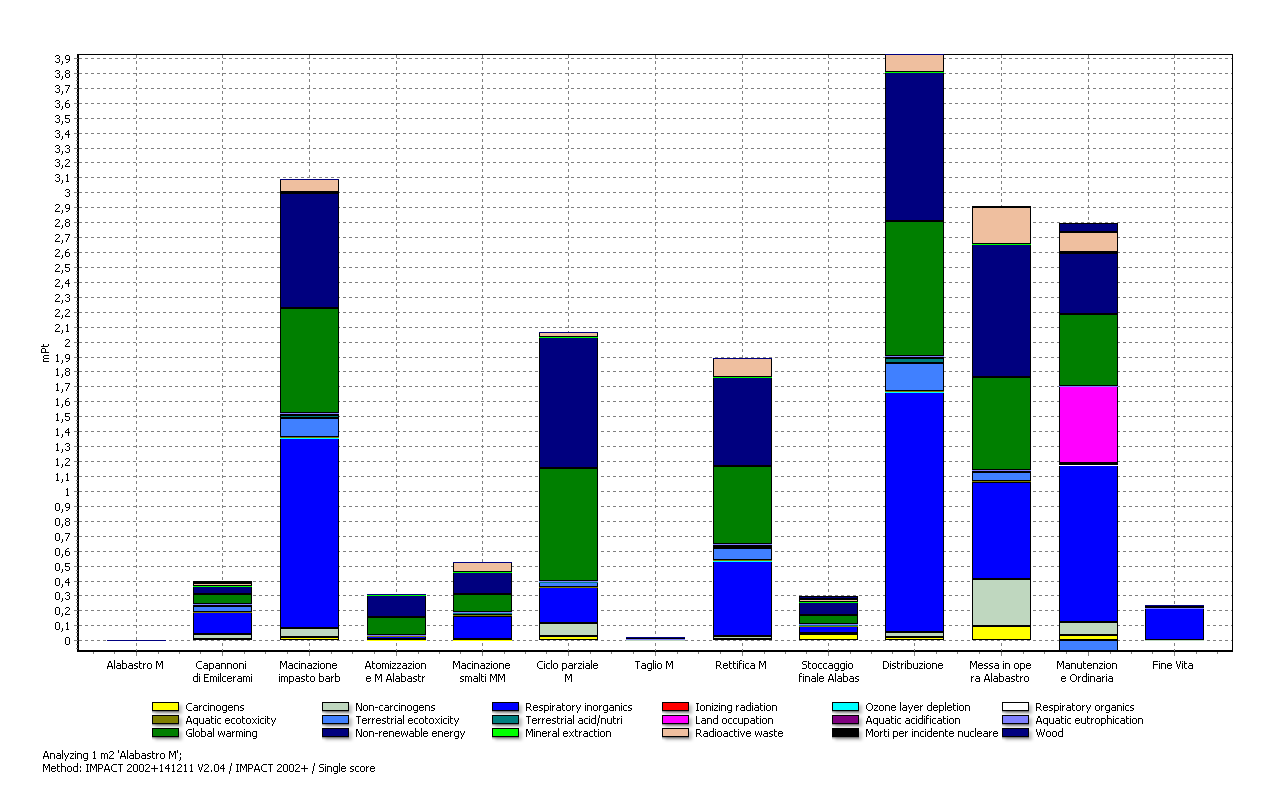 3,9
3,8
3,7
3,6
3,5
3,4
3,3
3,2
3,1
3
2,9
2,8
2,7
2,6
2,5
2,4
2,3
2,2
2,1
2
1,9
1,8
1,7
1,6
1,5
1,4
1,3
1,2
1,1
1
0,9
0,8
0,7
0,6
0,5
0,4
0,3
0,2
0,1
0
mPt
Alabastro M
Capannoni
di Emilcerami
Macinazione
impasto barb
Atomizzazion
e M Alabastr
Macinazione
smalti MM
Ciclo parziale
M
Taglio M
Rettifica M
Stoccaggio
finale Alabas
Distribuzione
Messa in ope
ra Alabastro
Manutenzion
e Ordinaria
Fine Vita
Carcinogens
Non-carcinogens
Respiratory inorganics
Ionizing radiation
Ozone layer depletion
Respiratory organics
Aquatic ecotoxicity
Terrestrial ecotoxicity
Terrestrial acid/nutri
Land occupation
Aquatic acidification
Aquatic eutrophication
Global warming
Non-renewable energy
Mineral extraction
Radioactive waste
Morti per incidente nucleare
Wood
Analyzing 1 m2 'Alabastro M';
Method: IMPACT 2002+141211 V2.04 / IMPACT 2002+ / Single score